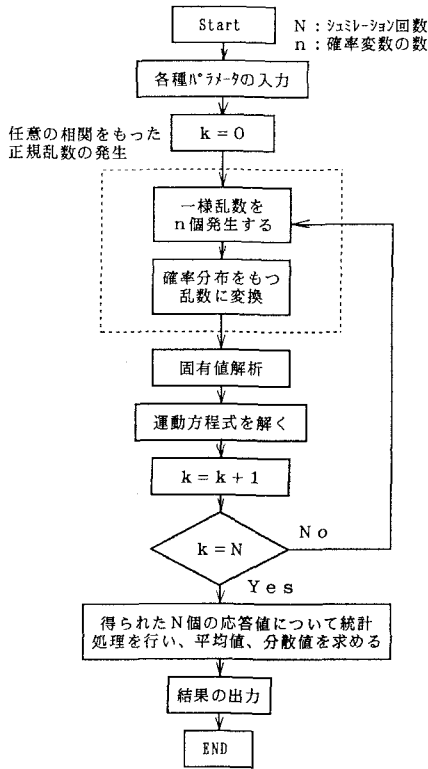 Start
N：シュミレーション回数
n：確率変数の数
各種パラメータの入力
k＝0
任意の相関をもった
正規乱数の発生
一様乱数を
n個発生する
確率分布をもつ
乱数に変換
固有値解析
運動方程式を解く
k＝k＋1
k＝N
No
Yes
得られたN個の応答値について統計
処理を行い、平均値、分散値を求める
結果の出力
END